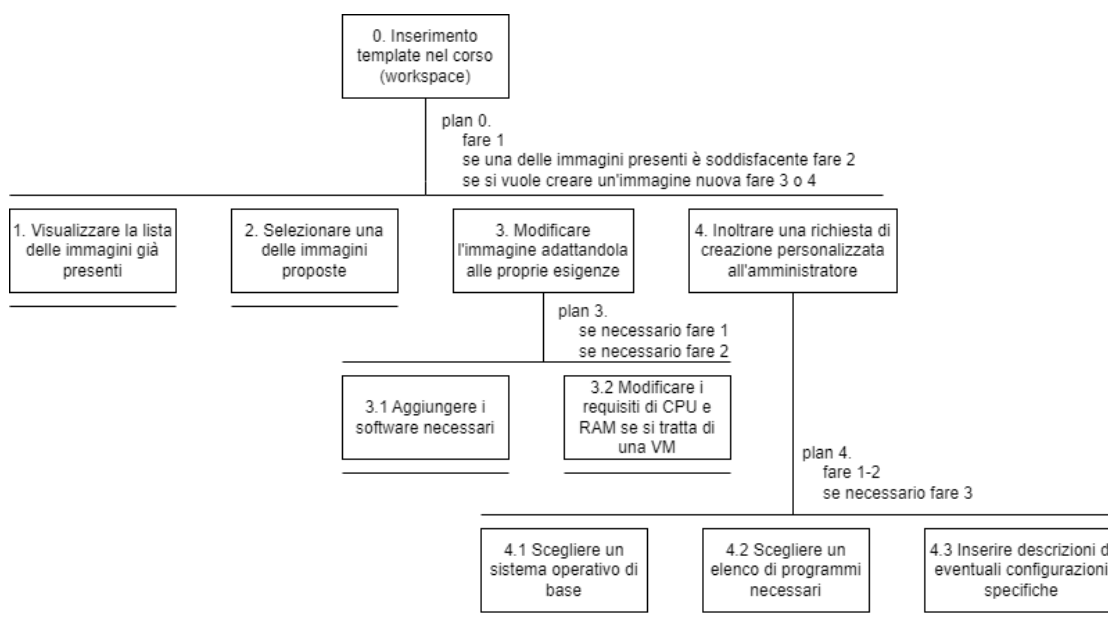 0. Inserimento
template nel corso
(workspace)
plan 0.
fare 1
se una delle immagini presenti è soddisfacente fare 2
se si vuole creare un'immagine nuova fare 3 o 4
1. Visualizzare la lista
delle immagini già
presenti
2. Selezionare una
delle immagini
proposte
3. Modificare
l'immagine adattandola
alle proprie esigenze
4. Inoltrare una richiesta di
creazione personalizzata
all'amministratore
plan 3.
se necessario fare 1
se necessario fare 2
3.1 Aggiungere i
software necessari
3.2 Modificare i
requisiti di CPU e
RAM se si tratta di
una VM
plan 4.
fare 1-2
se necessario fare 3
4.1 Scegliere un
sistema operativo di
base
4.2 Scegliere un
elenco di programmi
necessari
4.3 Inserire descrizioni
eventuali configurazioni
specifiche